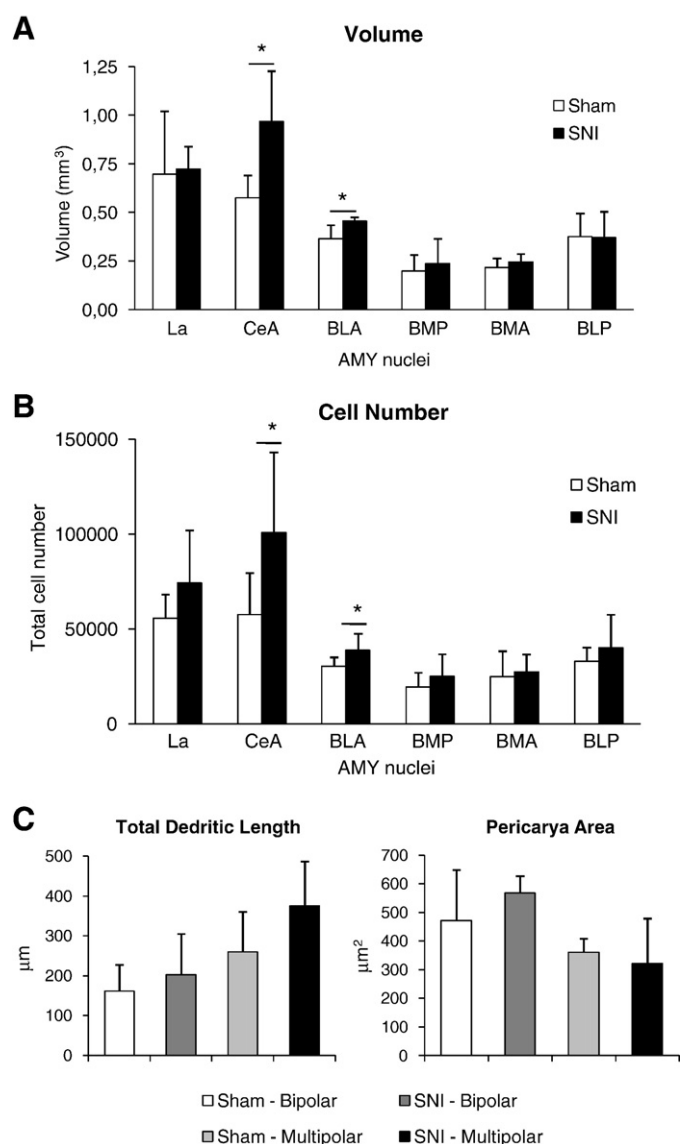 A
Volume
*
1,25
1,00
0,75
0,50
0,25
0,00
Volume (mm³)
*
Sham
SNI
La CeA BLA BMP BMA BLP
AMY nuclei
B
Cell Number
*
150000
100000
50000
0
Total cell number
*
Sham
SNI
La CeA BLA BMP BMA BLP
AMY nuclei
C
Total Dedritic Length
500
400
300
200
100
0
µm
Pericarya Area
700
600
500
400
300
400
300
200
100
0
µm²
Sham - Bipolar
SNI - Bipolar
Sham - Multipolar
SNI - Multipolar